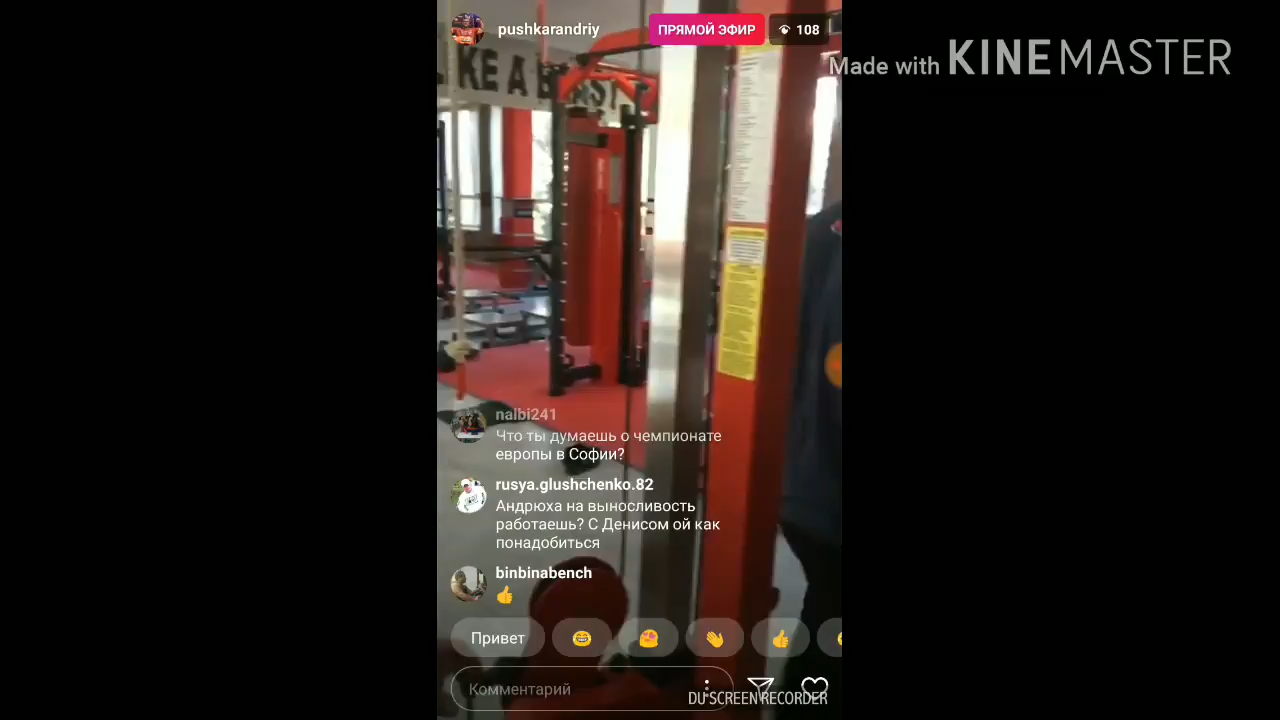 pushkarandriy
ПРЯМОЙ ЭФИР
108
Made with KINEMASTER
KE A
nalbi241
Что ты думаешь о чемпионате
европы в Софии?
rusya.glushchenko.82
Андрюха на выносливость
работаешь? С Денисом ой как
понадобиться
binbinabench
Привет
Комментарий
DU SCREEN RECORDER